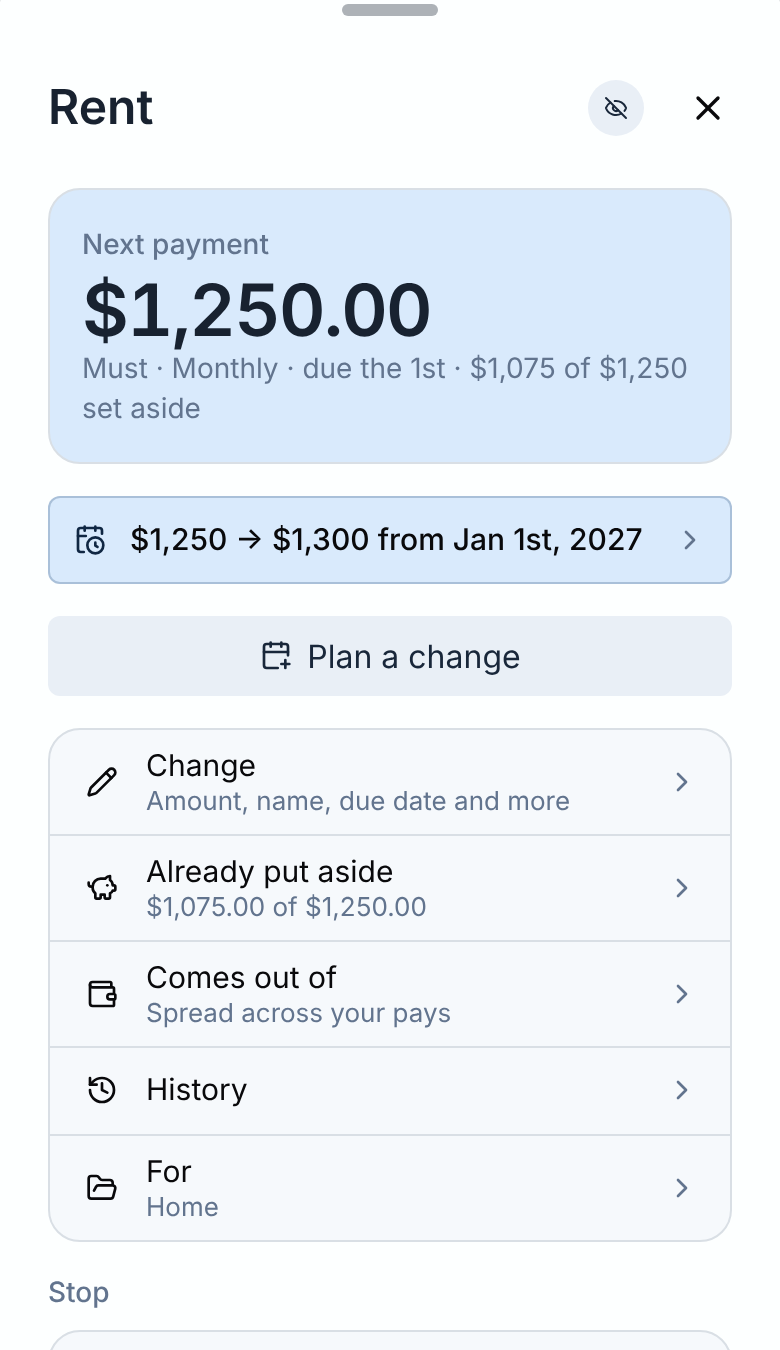 Rent
Next payment
$1,250.00
Must · Monthly · due the 1st · $1,075 of $1,250
set aside
$1,250 → $1,300 from Jan 1st, 2027
Plan a change
Change
Amount, name, due date and more
Already put aside
$1,075.00 of $1,250.00
Comes out of
Spread across your pays
History
For
Home
Stop